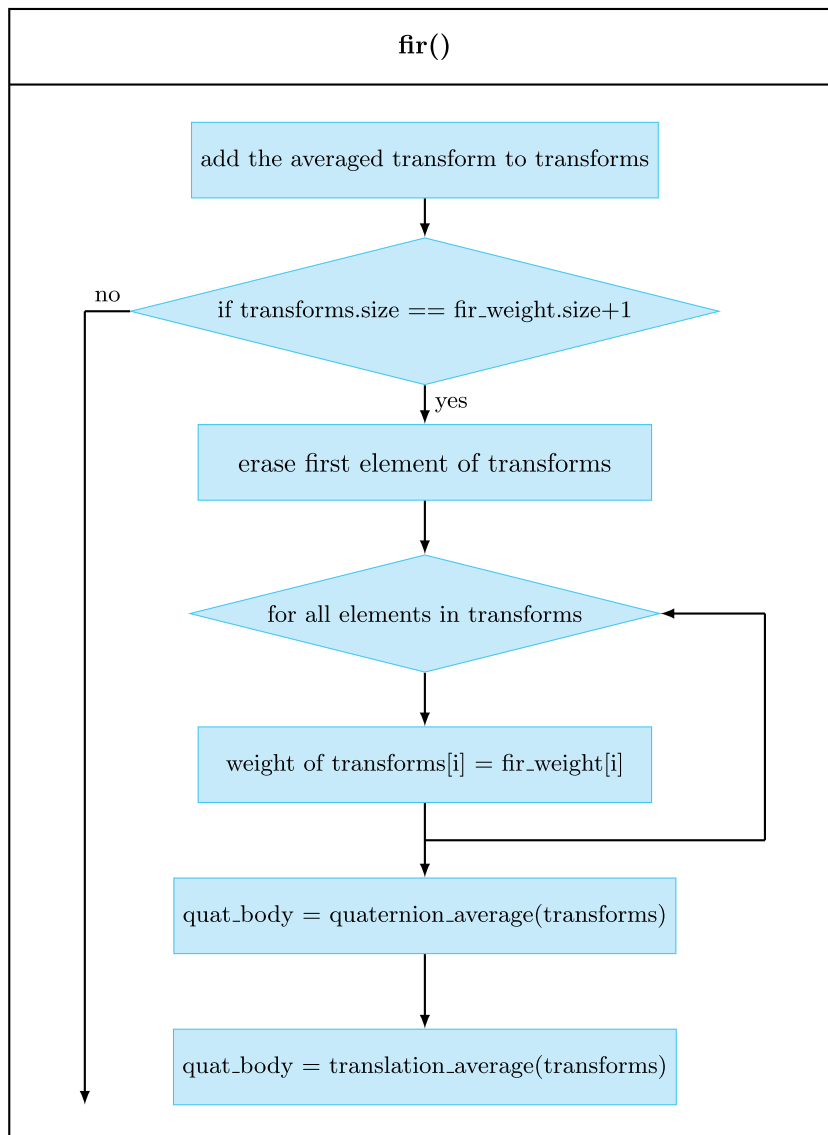 fir()
add the averaged transform to transforms
no
if transforms.size == fir_weight.size+1
yes
erase first element of transforms
for all elements in transforms
weight of transforms[i] = fir_weight[i]
quat_body = quaternion_average(transforms)
quat_body = translation_average(transforms)